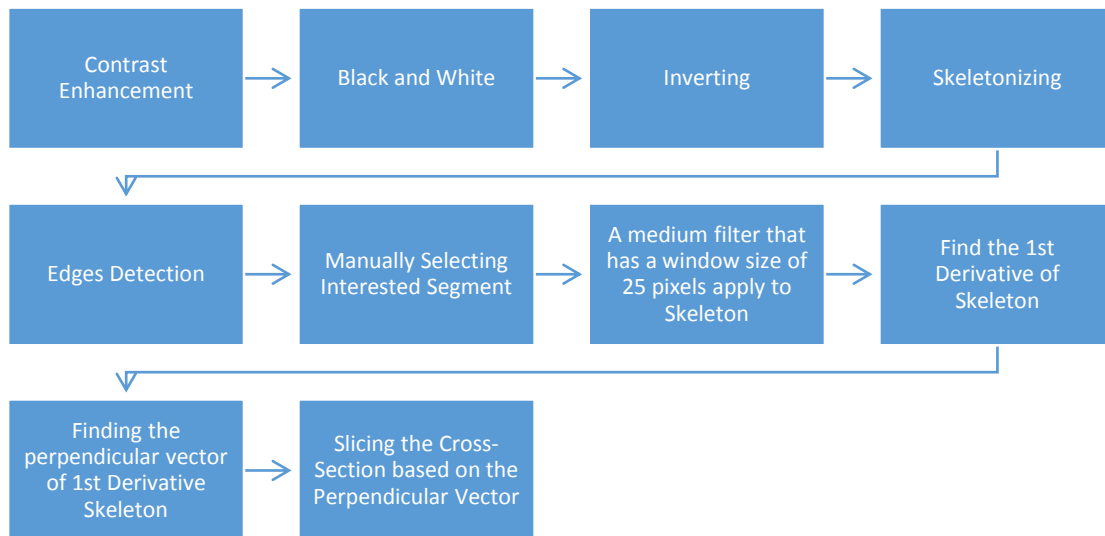 Contrast
Enhancement
Black and White
Inverting
Skeletonizing
Edges Detection
Manually Selecting
Interested Segment
A medium filter that
has a window size of
25 pixels apply to
Skeleton
Find the 1st
Derivative of
Skeleton
Finding the
perpendicular vector
of 1st Derivative
Skeleton
Slicing the Cross-
Section based on the
Perpendicular Vector